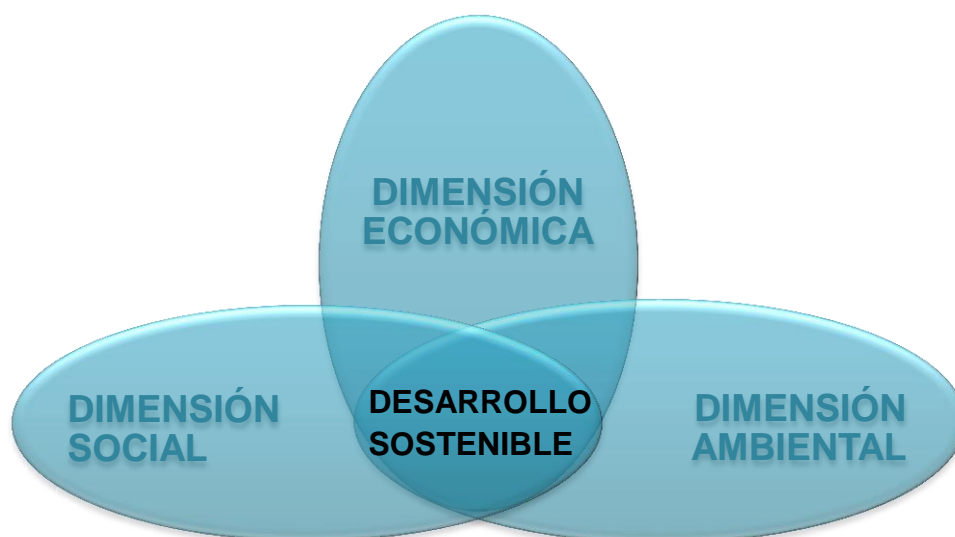 DIMENSIÓN
ECONÓMICA
DIMENSIÓN
SOCIAL
DESARROLLO
SOSTENIBLE
DIMENSIÓN
AMBIENTAL